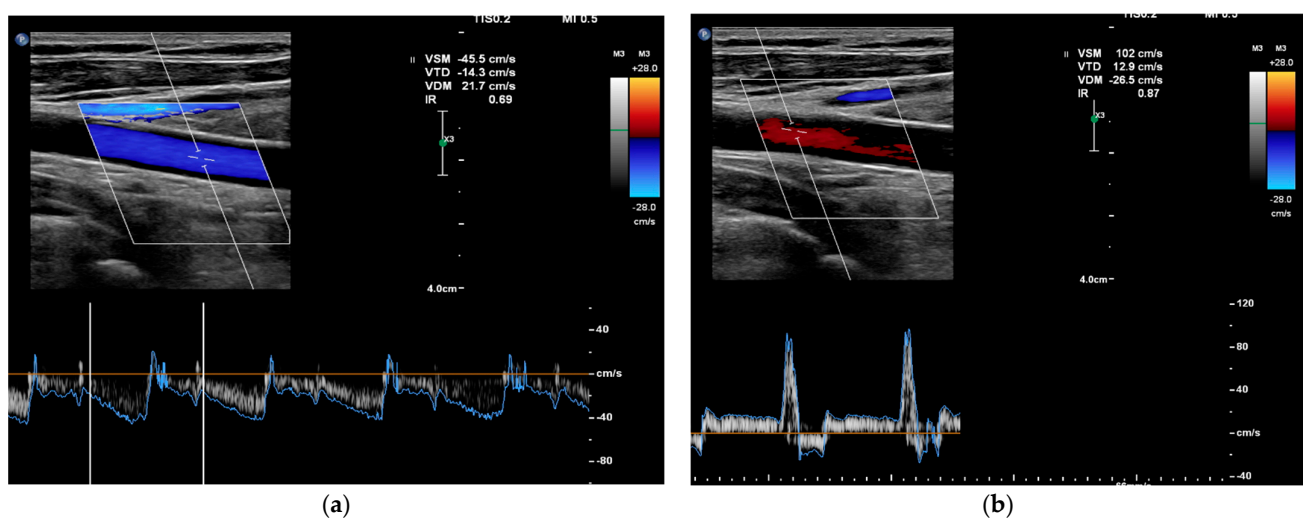 TIS0.2 MI 0.5
P
VSM -45.5 cm/s
VTD -14.3 cm/s
VDM 21.7 cm/s
IR 0.69
X3
M3 M3
+28.0
-28.0
cm/s
4.0cm
40
cm/s
-40
-80
(a)
P
VSM 102 cm/s
VTD 12.9 cm/s
VDM -26.5 cm/s
IR 0.87
X3
M3 M3
+28.0
-28.0
cm/s
4.0cm
120
80
40
cm/s
-40
(b)